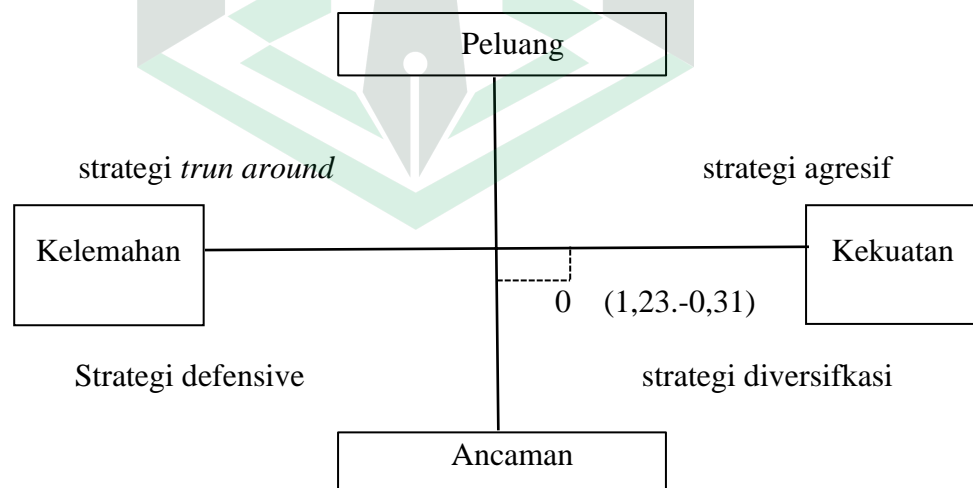 Peluang
strategi trun around
strategi agresif
Kelemahan
Kekuatan
0 (1,23.-0,31)
Strategi defensive
strategi diversifkasi
Ancaman